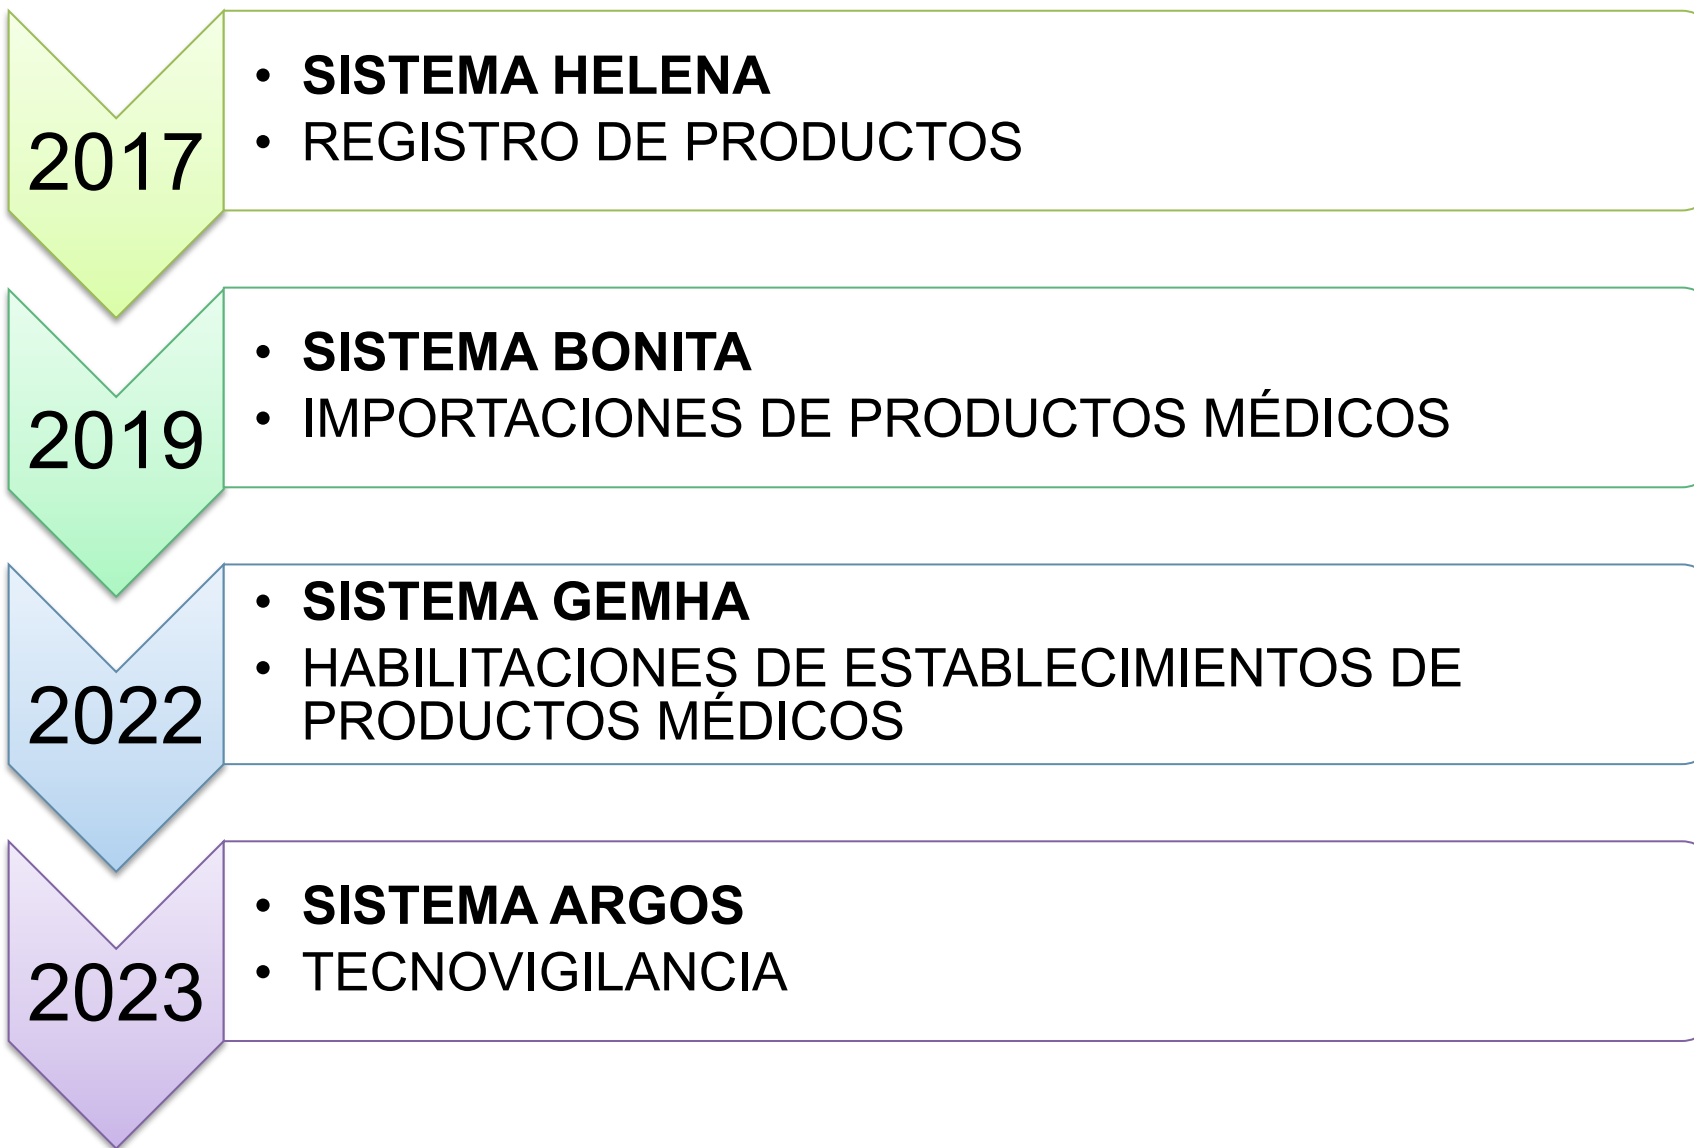 2017
• SISTEMA HELENA
• REGISTRO DE PRODUCTOS
2019
• SISTEMA BONITA
• IMPORTACIONES DE PRODUCTOS MÉDICOS
2022
• SISTEMA GEMHA
• HABILITACIONES DE ESTABLECIMIENTOS DE
PRODUCTOS MÉDICOS
2023
• SISTEMA ARGOS
• TECNOVIGILANCIA